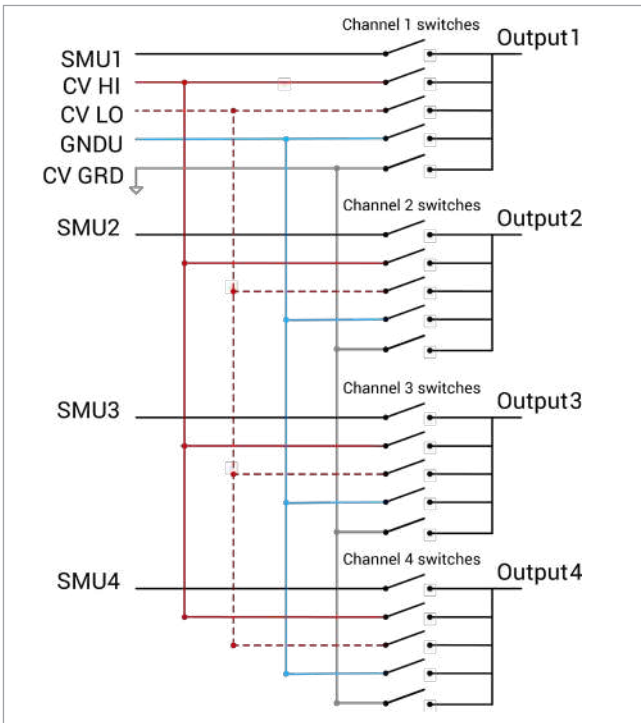 Channel 1 switches
Output1
SMU1
CV HI
CV LO
GNDU
CV GRD
Channel 2 switches
SMU2
Output2
Channel 3 switches
SMU3
Output3
Channel 4 switches
SMU4
Output4